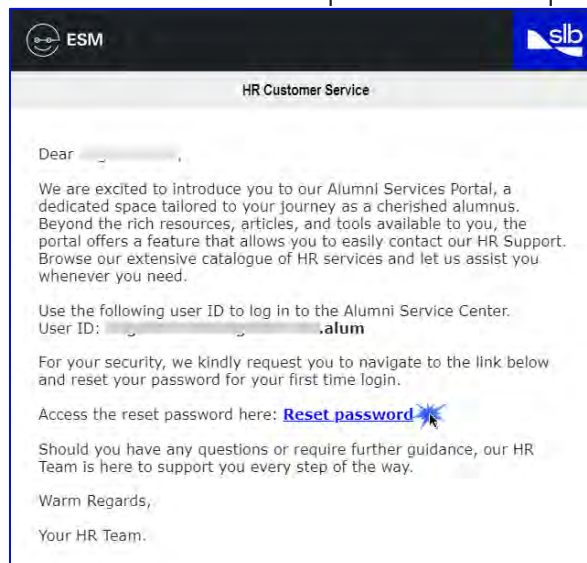 ESM
slb
HR Customer Service
Dear ,
We are excited to introduce you to our Alumni Services Portal, a
dedicated space tailored to your journey as a cherished alumnus.
Beyond the rich resources, articles, and tools available to you, the
portal offers a feature that allows you to easily contact our HR Support.
Browse our extensive catalogue of HR services and let us assist you
whenever you need.
Use the following user ID to log in to the Alumni Service Center.
User ID: .alum
For your security, we kindly request you to navigate to the link below
and reset your password for your first time login.
Access the reset password here: Reset password
Should you have any questions or require further guidance, our HR
Team is here to support you every step of the way.
Warm Regards,
Your HR Team.